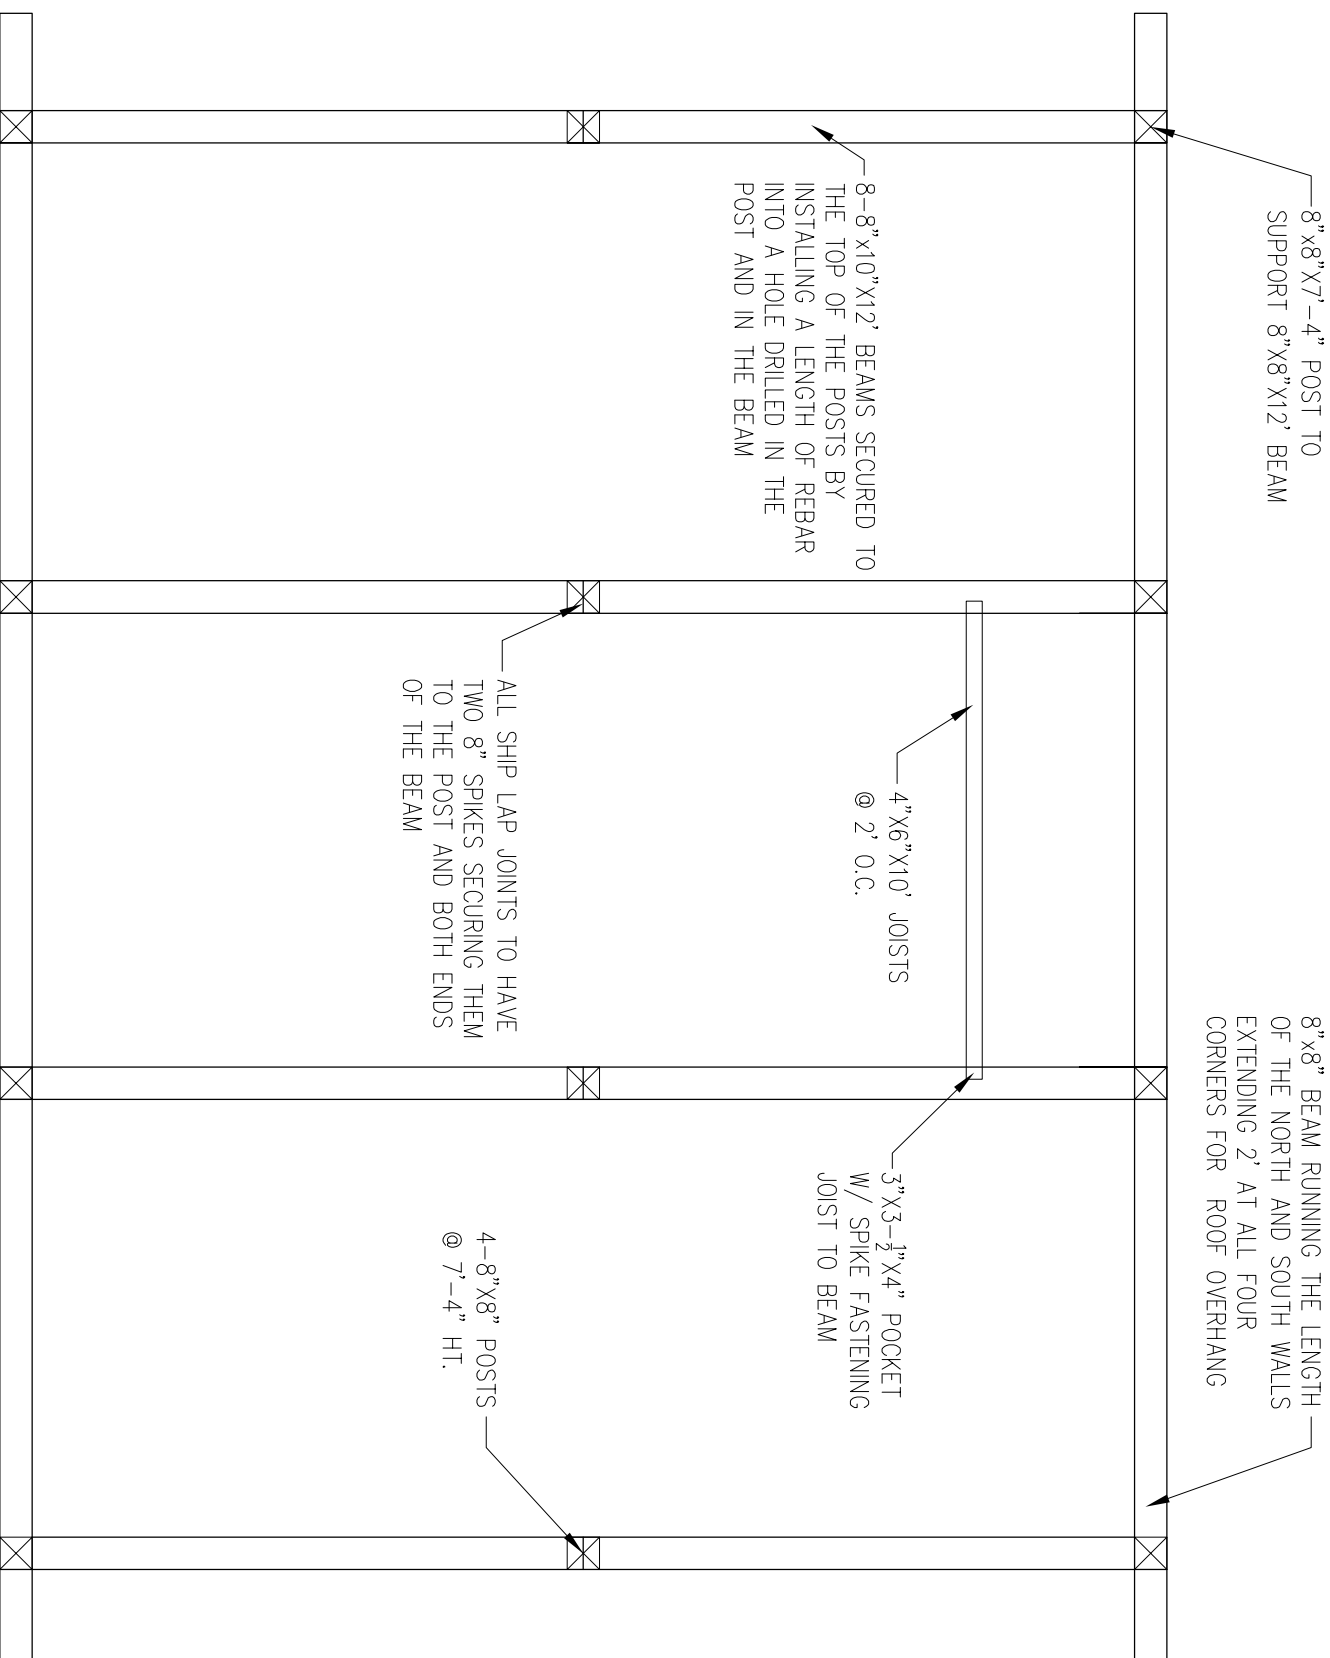 8"x8"X7'-4" POST TO
SUPPORT 8"X8"X12' BEAM
8"x8" BEAM RUNNING THE LENGTH
OF THE NORTH AND SOUTH WALLS
EXTENDING 2' AT ALL FOUR
CORNERS FOR ROOF OVERHANG
8-8"x10"X12' BEAMS SECURED TO
THE TOP OF THE POSTS BY
INSTALLING A LENGTH OF REBAR
INTO A HOLE DRILLED IN THE
POST AND IN THE BEAM
4"X6"X10' JOISTS
@ 2' O.C.
3"X3-½"X4" POCKET
W/ SPIKE FASTENING
JOIST TO BEAM
ALL SHIP LAP JOINTS TO HAVE
TWO 8" SPIKES SECURING THEM
TO THE POST AND BOTH ENDS
OF THE BEAM
4-8"X8" POSTS
@ 7'-4" HT.